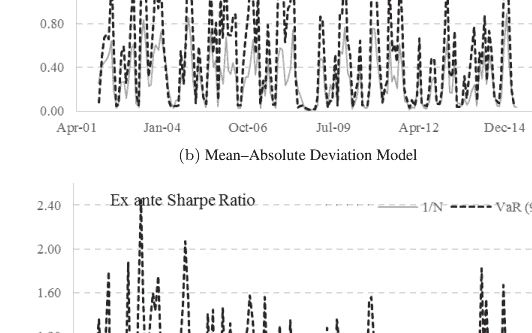 0.80
0.40
0.00
Apr-01 Jan-04 Oct-06 Jul-09 Apr-12 Dec-14
(b) Mean–Absolute Deviation Model
Ex ante Sharpe Ratio
1/N VaR
2.40
2.00
1.60